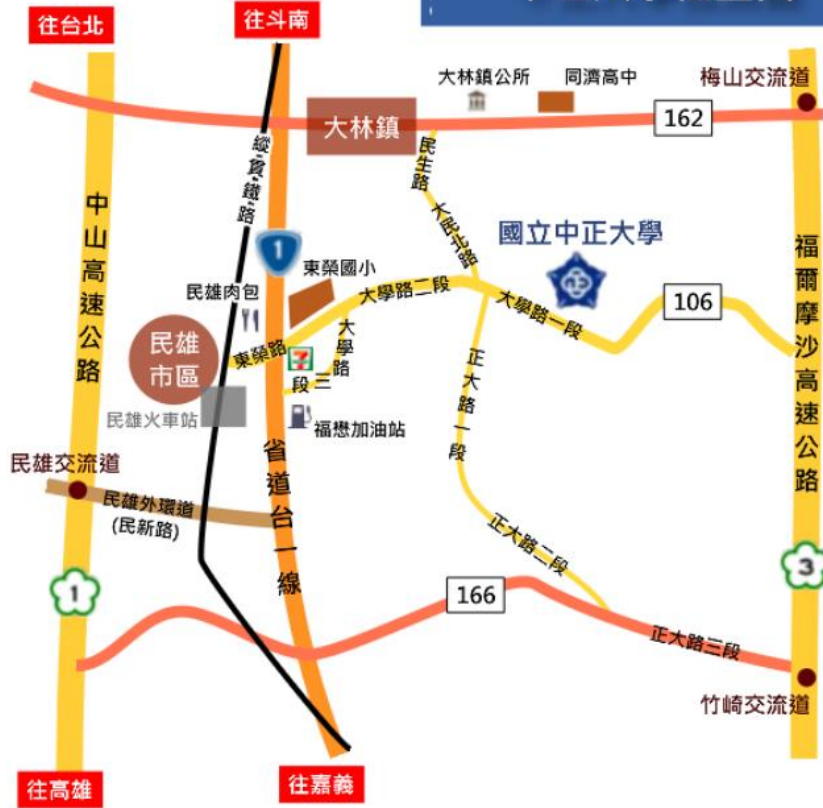 往台北
往斗南
大林鎮公所
同濟高中
梅山交流道
162
大林鎮
縱貫鐵路
民生路
大民北路
中山高速公路
國立中正大學
福爾摩沙高速公路
1
東榮國小
民雄肉包
大學路二段
大學路一段
106
民雄市區
東榮路
7
大學路三段
正大路一段
民雄火車站
福懋加油站
省道台一線
民雄交流道
民雄外環道
(民新路)
正大路二段
3
1
166
正大路三段
竹崎交流道
往高雄
往嘉義